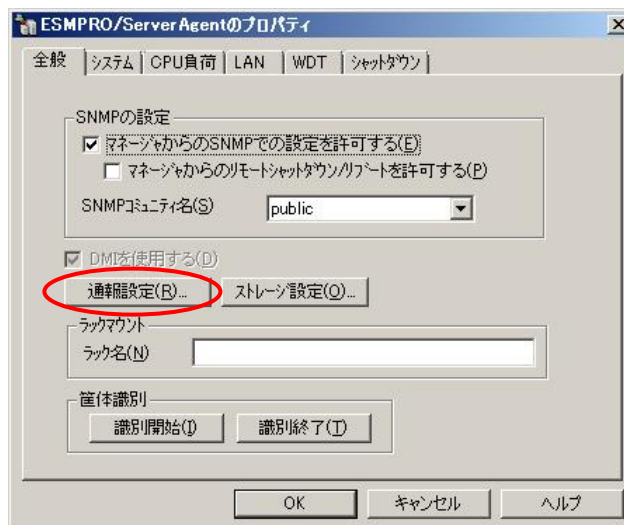 ESMPRO/ServerAgentのプロパティ
全般 システム CPU負荷 LAN WDT シャットダウン
SNMPの設定
マネージャからのSNMPでの設定を許可する(E)
マネージャからのリモートシャットダウン/リブートを許可する(P)
SNMPコミュニティ名(S) public
DMIを使用する(D)
通報設定(R)... ストレージ設定(O)...
ラックマウント
ラック名(N)
筐体識別
識別開始(I) 識別終了(T)
OK キャンセル ヘルプ